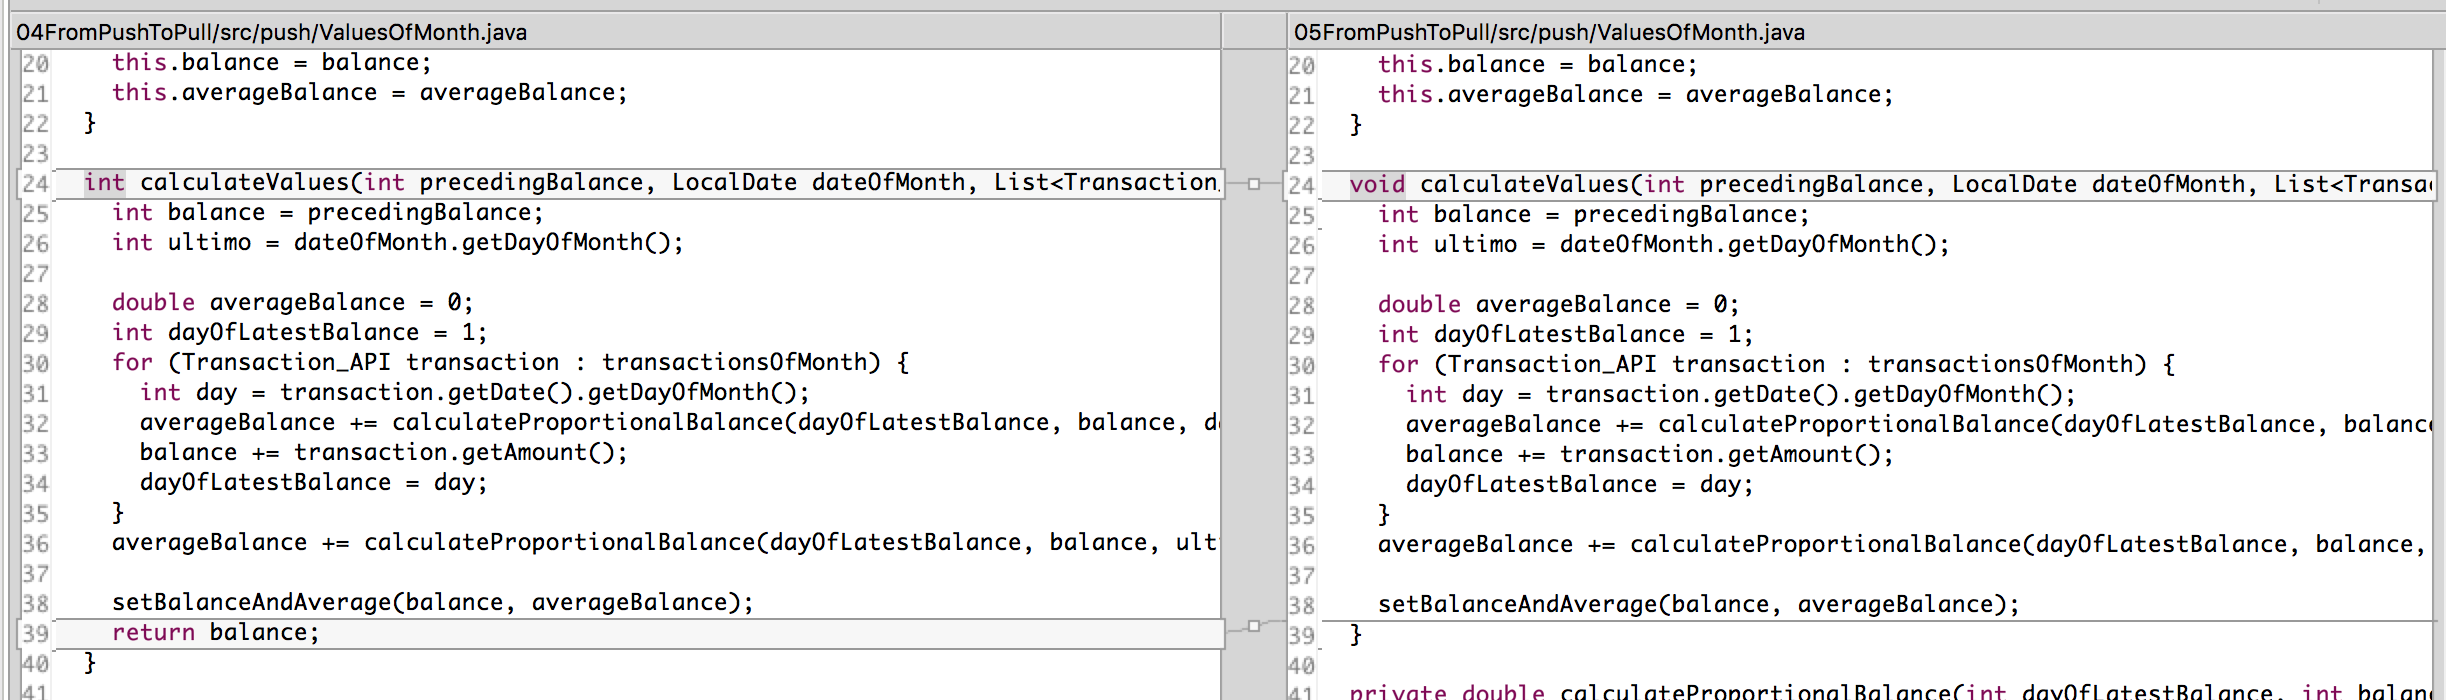 04FromPushToPull/src/push/ValuesOfMonth.java
20 this.balance = balance;
21 this.averageBalance = averageBalance;
22 }
23
24 int calculateValues(int precedingBalance, LocalDate dateOfMonth, List<Transaction
25 int balance = precedingBalance;
26 int ultimo = dateOfMonth.getDayOfMonth();
27
28 double averageBalance = 0;
29 int dayOfLatestBalance = 1;
30 for (Transaction_API transaction : transactionsOfMonth) {
31 int day = transaction.getDate().getDayOfMonth();
32 averageBalance += calculateProportionalBalance(dayOfLatestBalance, balance, d
33 balance += transaction.getAmount();
34 dayOfLatestBalance = day;
35 }
36 averageBalance += calculateProportionalBalance(dayOfLatestBalance, balance, ult
37
38 setBalanceAndAverage(balance, averageBalance);
39 return balance;
40 }
41
05FromPushToPull/src/push/ValuesOfMonth.java
20 this.balance = balance;
21 this.averageBalance = averageBalance;
22 }
23
24 void calculateValues(int precedingBalance, LocalDate dateOfMonth, List<Transa
25 int balance = precedingBalance;
26 int ultimo = dateOfMonth.getDayOfMonth();
27
28 double averageBalance = 0;
29 int dayOfLatestBalance = 1;
30 for (Transaction_API transaction : transactionsOfMonth) {
31 int day = transaction.getDate().getDayOfMonth();
32 averageBalance += calculateProportionalBalance(dayOfLatestBalance, balanc
33 balance += transaction.getAmount();
34 dayOfLatestBalance = day;
35 }
36 averageBalance += calculateProportionalBalance(dayOfLatestBalance, balance,
37
38 setBalanceAndAverage(balance, averageBalance);
39 }
40
41 private double calculateProportionalBalance(int dayOfLatestBalance, int balan